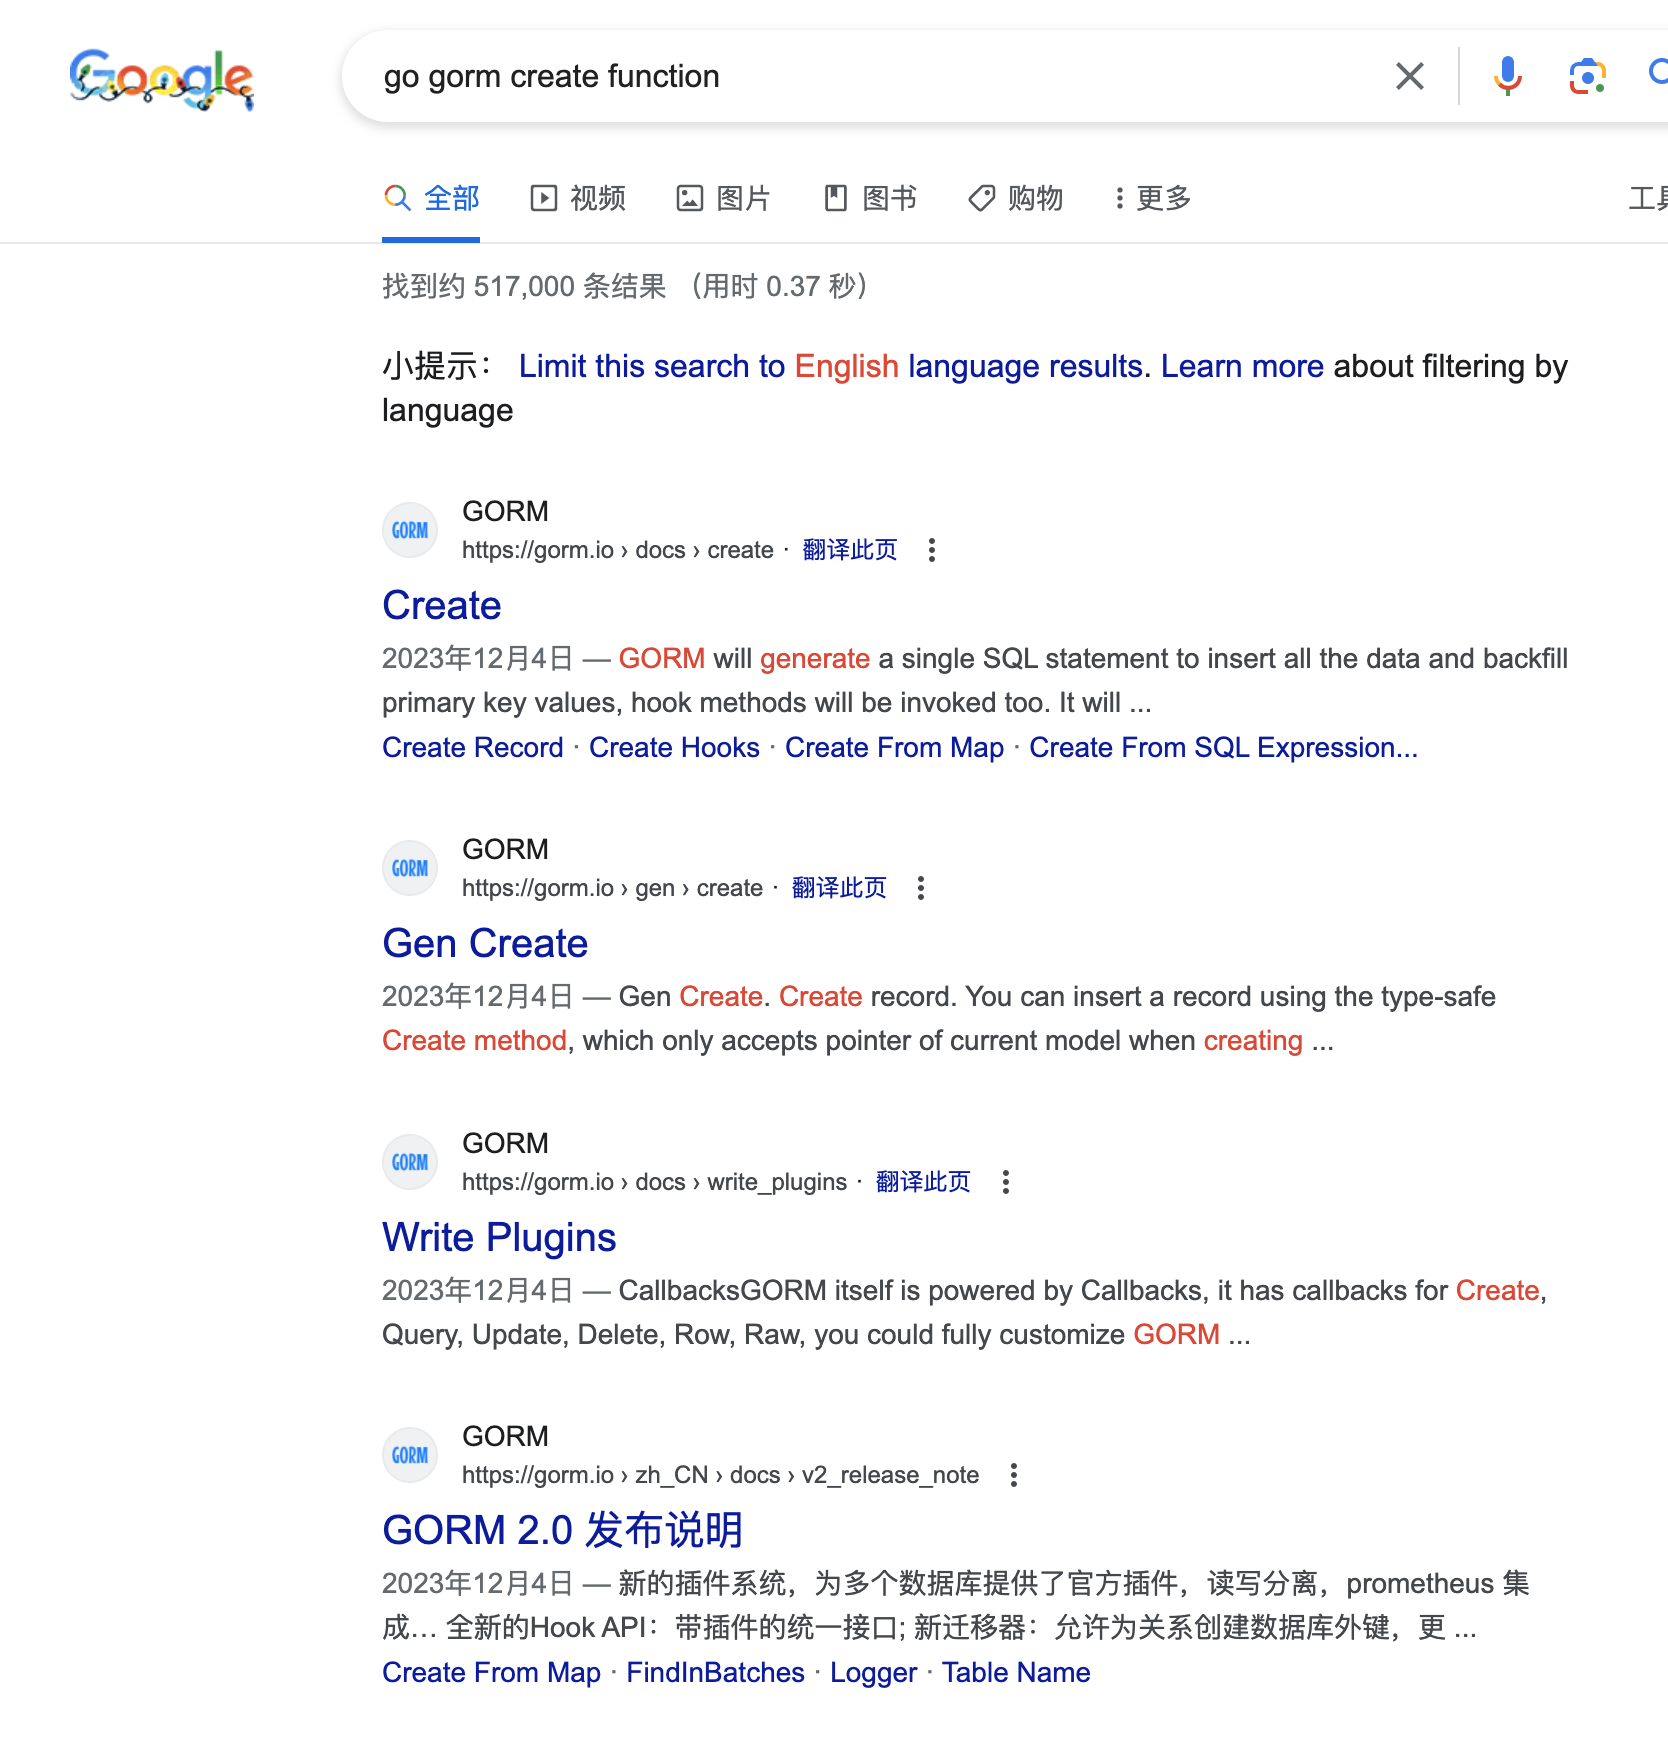 Google
go gorm create function
全部 视频 图片 图书 购物 更多
找到约 517,000 条结果 （用时 0.37 秒）
小提示： Limit this search to English language results. Learn more about filtering by
language
GORM
GORM
https://gorm.io › docs › create · 翻译此页
Create
2023年12月4日 — GORM will generate a single SQL statement to insert all the data and backfill
primary key values, hook methods will be invoked too. It will ...
Create Record · Create Hooks · Create From Map · Create From SQL Expression...
GORM
GORM
https://gorm.io › gen › create · 翻译此页
Gen Create
2023年12月4日 — Gen Create. Create record. You can insert a record using the type-safe
Create method, which only accepts pointer of current model when creating ...
GORM
GORM
https://gorm.io › docs › write_plugins · 翻译此页
Write Plugins
2023年12月4日 — CallbacksGORM itself is powered by Callbacks, it has callbacks for Create,
Query, Update, Delete, Row, Raw, you could fully customize GORM ...
GORM
GORM
https://gorm.io › zh_CN › docs › v2_release_note
GORM 2.0 发布说明
2023年12月4日 — 新的插件系统，为多个数据库提供了官方插件，读写分离，prometheus 集
成… 全新的Hook API：带插件的统一接口; 新迁移器：允许为关系创建数据库外键，更 ...
Create From Map · FindInBatches · Logger · Table Name